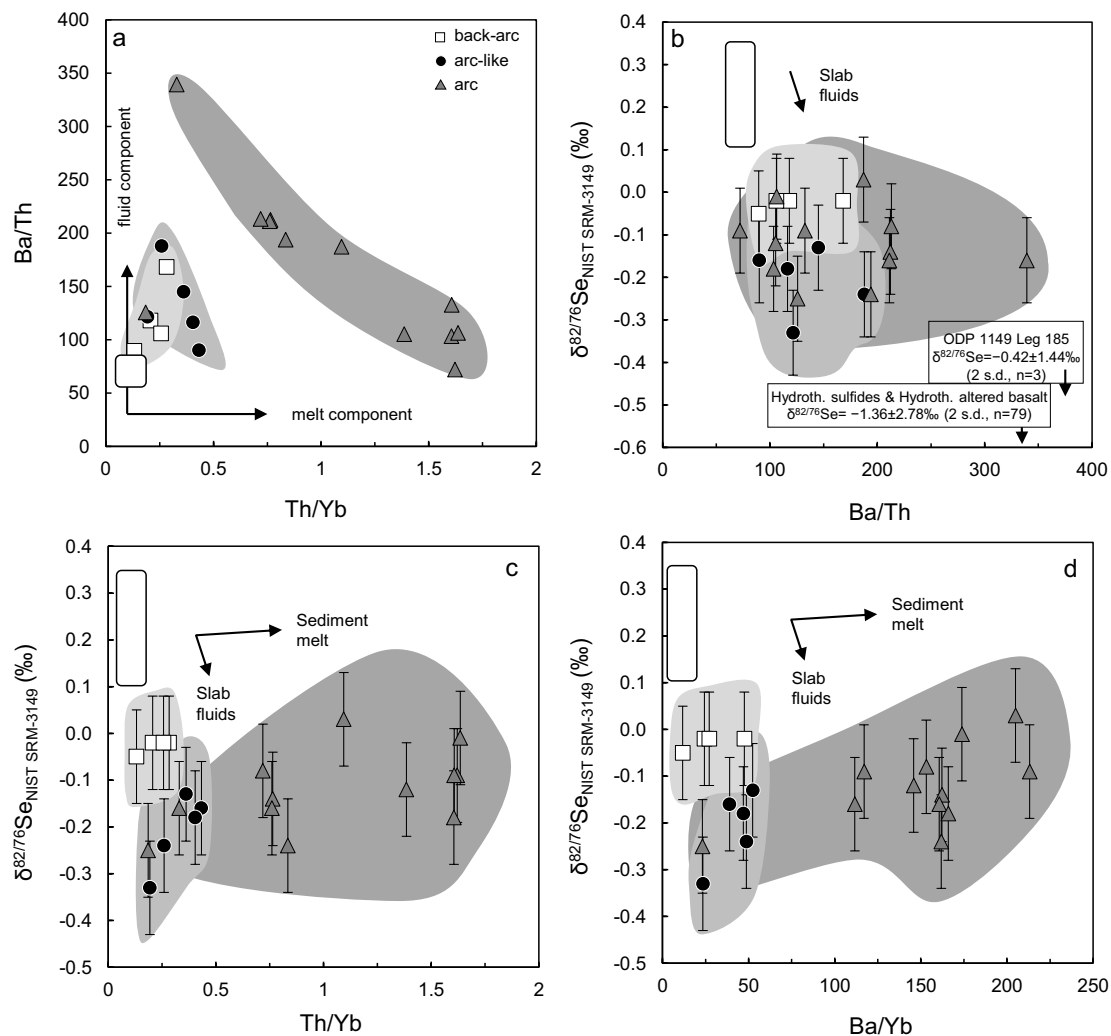 a
back-arc
arc-like
arc
fluid component
melt component
Ba/Th
400
350
300
250
200
150
100
50
0
0
0.5
1
1.5
2
Th/Yb
b
Slab
fluids
ODP 1149 Leg 185
δ82/76Se=−0.42±1.44‰
(2 s.d., n=3)
Hydroth. sulfides & Hydroth. altered basalt
δ82/76Se= −1.36±2.78‰ (2 s.d., n=79)
δ82/76SeNIST SRM-3149 (‰)
0.4
0.3
0.2
0.1
0.0
-0.1
-0.2
-0.3
-0.4
-0.5
-0.6
0
100
200
300
400
Ba/Th
c
Sediment
melt
Slab
fluids
δ82/76SeNIST SRM-3149 (‰)
0.4
0.3
0.2
0.1
0.0
-0.1
-0.2
-0.3
-0.4
-0.5
0
0.5
1
1.5
2
Th/Yb
d
Sediment
melt
Slab
fluids
δ82/76SeNIST SRM-3149 (‰)
0.4
0.3
0.2
0.1
0.0
-0.1
-0.2
-0.3
-0.4
-0.5
0
50
100
150
200
250
Ba/Yb